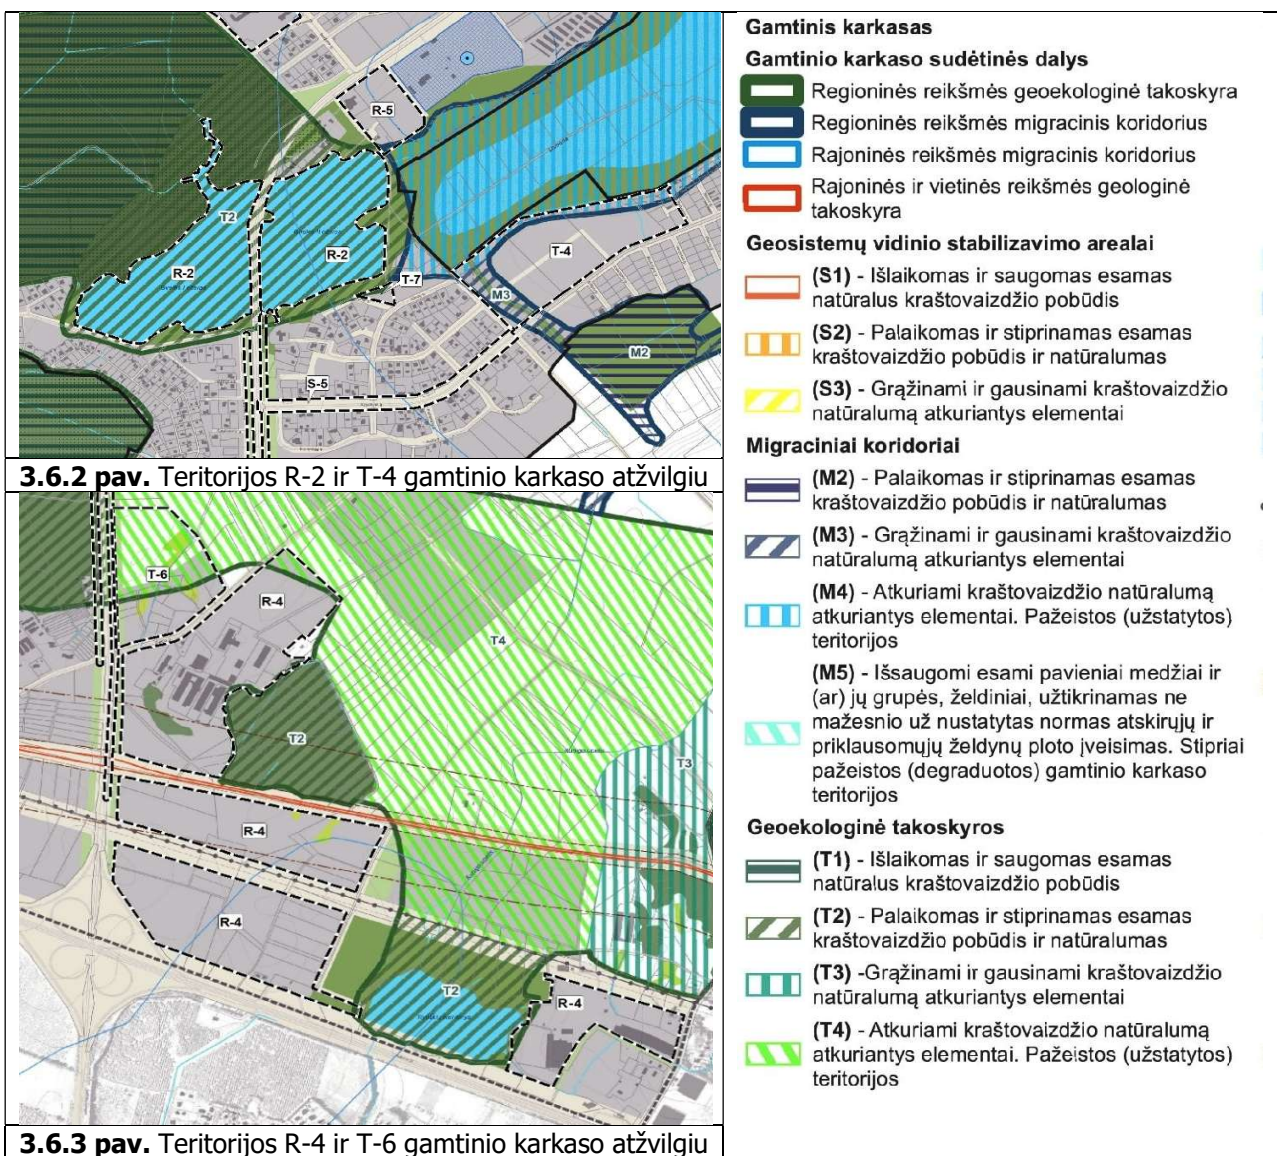 R-5
T2
R-2
R-2
T-4
T-7
M3
M2
S-5
3.6.2 pav. Teritorijos R-2 ir T-4 gamtinio karkaso atžvilgiu
T-6
R-4
T4
T2
T3
R-4
R-4
T2
R-4
3.6.3 pav. Teritorijos R-4 ir T-6 gamtinio karkaso atžvilgiu
Gamtinis karkasas
Gamtinio karkaso sudėtinės dalys
Regioninės reikšmės geoekologinė takoskyra
Regioninės reikšmės migracinis koridorius
Rajoninės reikšmės migracinis koridorius
Rajoninės ir vietinės reikšmės geologinė
takoskyra
Geosistemų vidinio stabilizavimo arealai
(S1) - Išlaikomas ir saugomas esamas
natūralus kraštovaizdžio pobūdis
(S2) - Palaikomas ir stiprinamas esamas
kraštovaizdžio pobūdis ir natūralumas
(S3) - Grąžinami ir gausinami kraštovaizdžio
natūralumą atkuriantys elementai
Migraciniai koridoriai
(M2) - Palaikomas ir stiprinamas esamas
kraštovaizdžio pobūdis ir natūralumas
(M3) - Grąžinami ir gausinami kraštovaizdžio
natūralumą atkuriantys elementai
(M4) - Atkuriami kraštovaizdžio natūralumą
atkuriantys elementai. Pažeistos (užstatytos)
teritorijos
(M5) - Išsaugomi esami pavieniai medžiai ir
(ar) jų grupės, želdiniai, užtikrinamas ne
mažesnio už nustatytas normas atskirųjų ir
priklausomųjų želdynų ploto įveisimas. Stipriai
pažeistos (degraduotos) gamtinio karkaso
teritorijos
Geoekologinė takoskyros
(T1) - Išlaikomas ir saugomas esamas
natūralus kraštovaizdžio pobūdis
(T2) - Palaikomas ir stiprinamas esamas
kraštovaizdžio pobūdis ir natūralumas
(T3) -Grąžinami ir gausinami kraštovaizdžio
natūralumą atkuriantys elementai
(T4) - Atkuriami kraštovaizdžio natūralumą
atkuriantys elementai. Pažeistos (užstatytos)
teritorijos